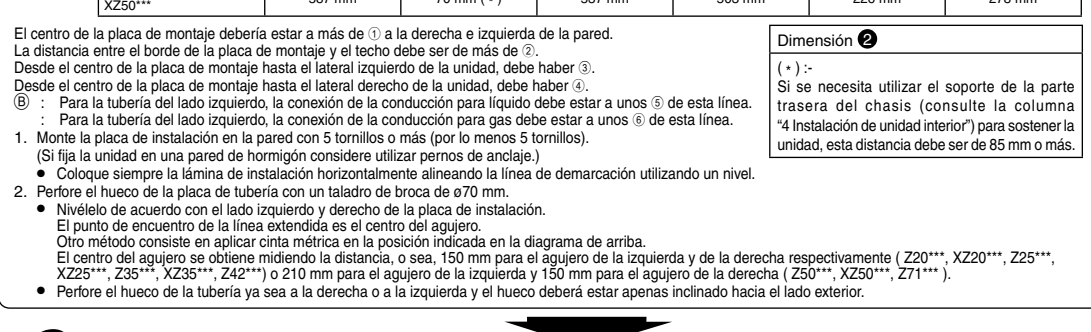 XZ50***
El centro de la placa de montaje debería estar a más de ① a la derecha e izquierda de la pared.
La distancia entre el borde de la placa de montaje y el techo debe ser de más de ②.
Desde el centro de la placa de montaje hasta el lateral izquierdo de la unidad, debe haber ③.
Desde el centro de la placa de montaje hasta el lateral derecho de la unidad, debe haber ④.
Ⓑ : Para la tubería del lado izquierdo, la conexión de la conducción para líquido debe estar a unos ⑤ de esta línea.
: Para la tubería del lado izquierdo, la conexión de la conducción para gas debe estar a unos ⑥ de esta línea.
1. Monte la placa de instalación en la pared con 5 tornillos o más (por lo menos 5 tornillos).
(Si fija la unidad en una pared de hormigón considere utilizar pernos de anclaje.)
● Coloque siempre la lámina de instalación horizontalmente alineando la línea de demarcación utilizando un nivel.
2. Perfore el hueco de la placa de tubería con un taladro de broca de ø70 mm.
● Nivélelo de acuerdo con el lado izquierdo y derecho de la placa de instalación.
El punto de encuentro de la línea extendida es el centro del agujero.
Otro método consiste en aplicar cinta métrica en la posición indicada en la diagrama de arriba.
El centro del agujero se obtiene midiendo la distancia, o sea, 150 mm para el agujero de la izquierda y de la derecha respectivamente ( Z20***, XZ20***, Z25***,
XZ25***, Z35***, XZ35***, Z42***) o 210 mm para el agujero de la izquierda y 150 mm para el agujero de la derecha ( Z50***, XZ50***, Z71*** ).
● Perfore el hueco de la tubería ya sea a la derecha o a la izquierda y el hueco deberá estar apenas inclinado hacia el lado exterior.
Dimensión ❷
( * ) :-
Si se necesita utilizar el soporte de la parte
trasera del chasis (consulte la columna
“4 Instalación de unidad interior”) para sostener la
unidad, esta distancia debe ser de 85 mm o más.